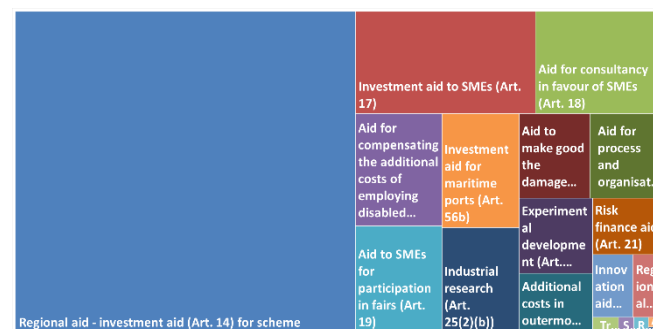 Regional aid - investment aid (Art. 14) for scheme
Investment aid to SMEs (Art.
17)
Aid for consultancy
in favour of SMEs
(Art. 18)
Aid for
compensating
the additional
costs of
employing
disabled...
Investment
aid for
maritime
ports (Art.
56b)
Aid to
make good
the
damage...
Aid for
process
and
organisat...
Aid to SMEs
for
participation
in fairs (Art.
19)
Industrial
research
(Art.
25(2)(b))
Experiment
al
developme
nt (Art....
Risk
finance aid
(Art. 21)
Additional
costs in
outermo...
Innov
ation
aid...
Reg
ion
al...
Tr...
S.
R.